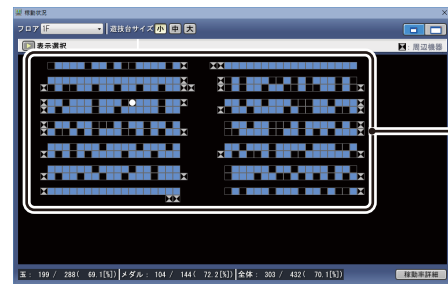 稼動状況
フロア 1F 遊技台サイズ 小 中 大
表示選択 : 周辺機器
玉: 199 / 288( 69.1[%]) メダル: 104 / 144( 72.2[%]) 全体: 303 / 432( 70.1[%]) 稼動率詳細